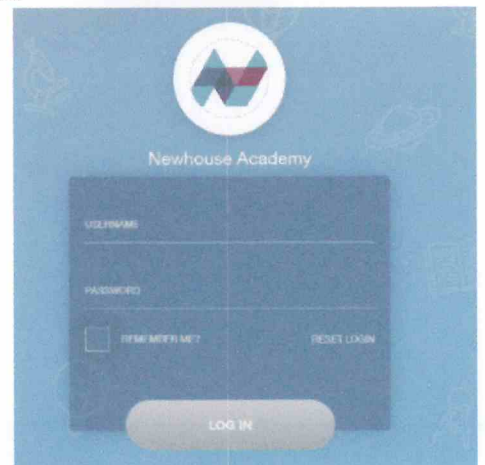 Newhouse Academy
USERNAME
PASSWORD
REMEMBER ME?
RESET LOGIN
LOG IN